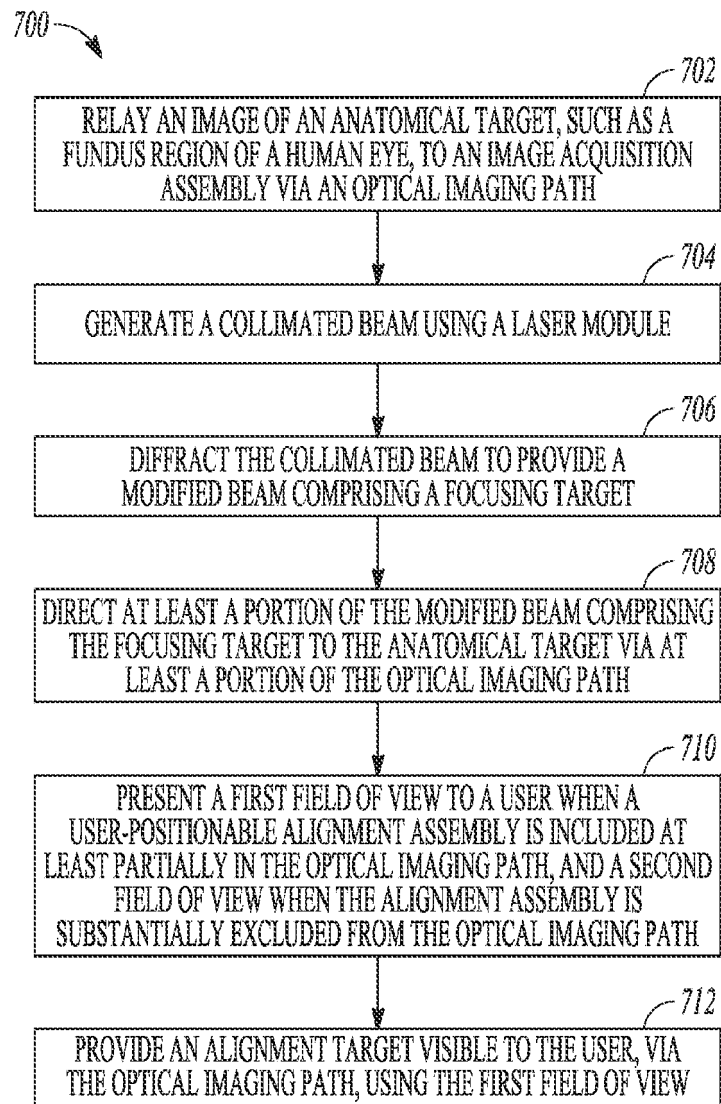 700
702
RELAY AN IMAGE OF AN ANATOMICAL TARGET, SUCH AS A
FUNDUS REGION OF A HUMAN EYE, TO AN IMAGE ACQUISITION
ASSEMBLY VIA AN OPTICAL IMAGING PATH
704
GENERATE A COLLIMATED BEAM USING A LASER MODULE
706
DIFFRACT THE COLLIMATED BEAM TO PROVIDE A
MODIFIED BEAM COMPRISING A FOCUSING TARGET
708
DIRECT AT LEAST A PORTION OF THE MODIFIED BEAM COMPRISING
THE FOCUSING TARGET TO THE ANATOMICAL TARGET VIA AT
LEAST A PORTION OF THE OPTICAL IMAGING PATH
710
PRESENT A FIRST FIELD OF VIEW TO A USER WHEN A
USER-POSITIONABLE ALIGNMENT ASSEMBLY IS INCLUDED AT
LEAST PARTIALLY IN THE OPTICAL IMAGING PATH, AND A SECOND
FIELD OF VIEW WHEN THE ALIGNMENT ASSEMBLY IS
SUBSTANTIALLY EXCLUDED FROM THE OPTICAL IMAGING PATH
712
PROVIDE AN ALIGNMENT TARGET VISIBLE TO THE USER, VIA
THE OPTICAL IMAGING PATH, USING THE FIRST FIELD OF VIEW